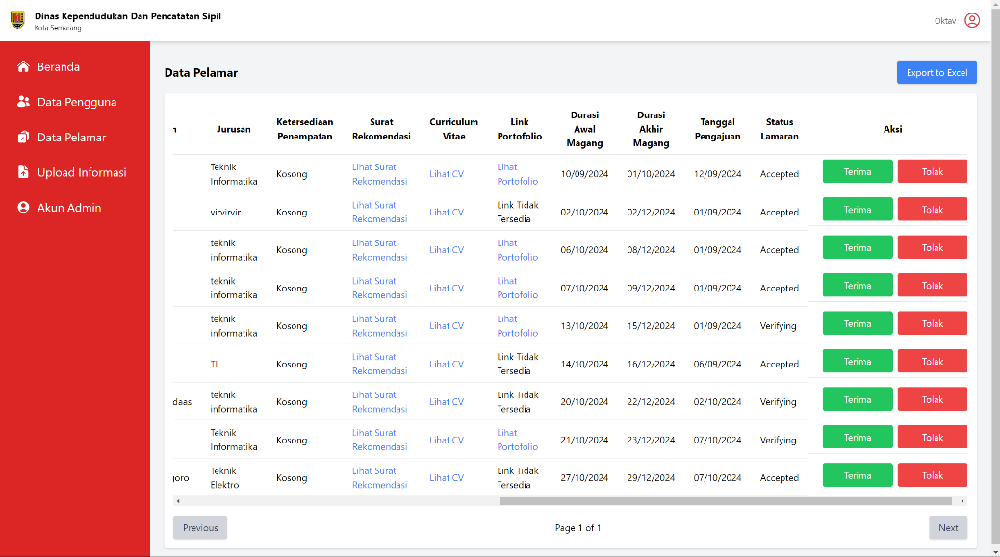 Dinas Kependudukan Dan Pencatatan Sipil
Kota Semarang
Oktav
Beranda
Data Pengguna
Data Pelamar
Upload Informasi
Akun Admin
Data Pelamar
Export to Excel
Jurusan Ketersediaan Penempatan Surat Rekomendasi Curriculum Vitae Link Portofolio Durasi Awal Magang Durasi Akhir Magang Tanggal Pengajuan Status Lamaran Aksi
Teknik Informatika Kosong Lihat Surat Rekomendasi Lihat CV Lihat Portofolio 10/09/2024 01/10/2024 12/09/2024 Accepted Terima Tolak
virvirvir Kosong Lihat Surat Rekomendasi Lihat CV Link Tidak Tersedia 02/10/2024 02/12/2024 01/09/2024 Accepted Terima Tolak
teknik informatika Kosong Lihat Surat Rekomendasi Lihat CV Lihat Portofolio 06/10/2024 08/12/2024 01/09/2024 Accepted Terima Tolak
teknik informatika Kosong Lihat Surat Rekomendasi Lihat CV Lihat Portofolio 07/10/2024 09/12/2024 01/09/2024 Accepted Terima Tolak
teknik informatika Kosong Lihat Surat Rekomendasi Lihat CV Lihat Portofolio 13/10/2024 15/12/2024 01/09/2024 Verifying Terima Tolak
TI Kosong Lihat Surat Rekomendasi Lihat CV Link Tidak Tersedia 14/10/2024 16/12/2024 06/09/2024 Accepted Terima Tolak
daas teknik informatika Kosong Lihat Surat Rekomendasi Lihat CV Link Tidak Tersedia 20/10/2024 22/12/2024 02/10/2024 Verifying Terima Tolak
Teknik Informatika Kosong Lihat Surat Rekomendasi Lihat CV Lihat Portofolio 21/10/2024 23/12/2024 07/10/2024 Verifying Terima Tolak
Teknik Elektro Kosong Lihat Surat Rekomendasi Lihat CV Link Tidak Tersedia 27/10/2024 29/12/2024 07/10/2024 Accepted Terima Tolak
Previous
Page 1 of 1
Next